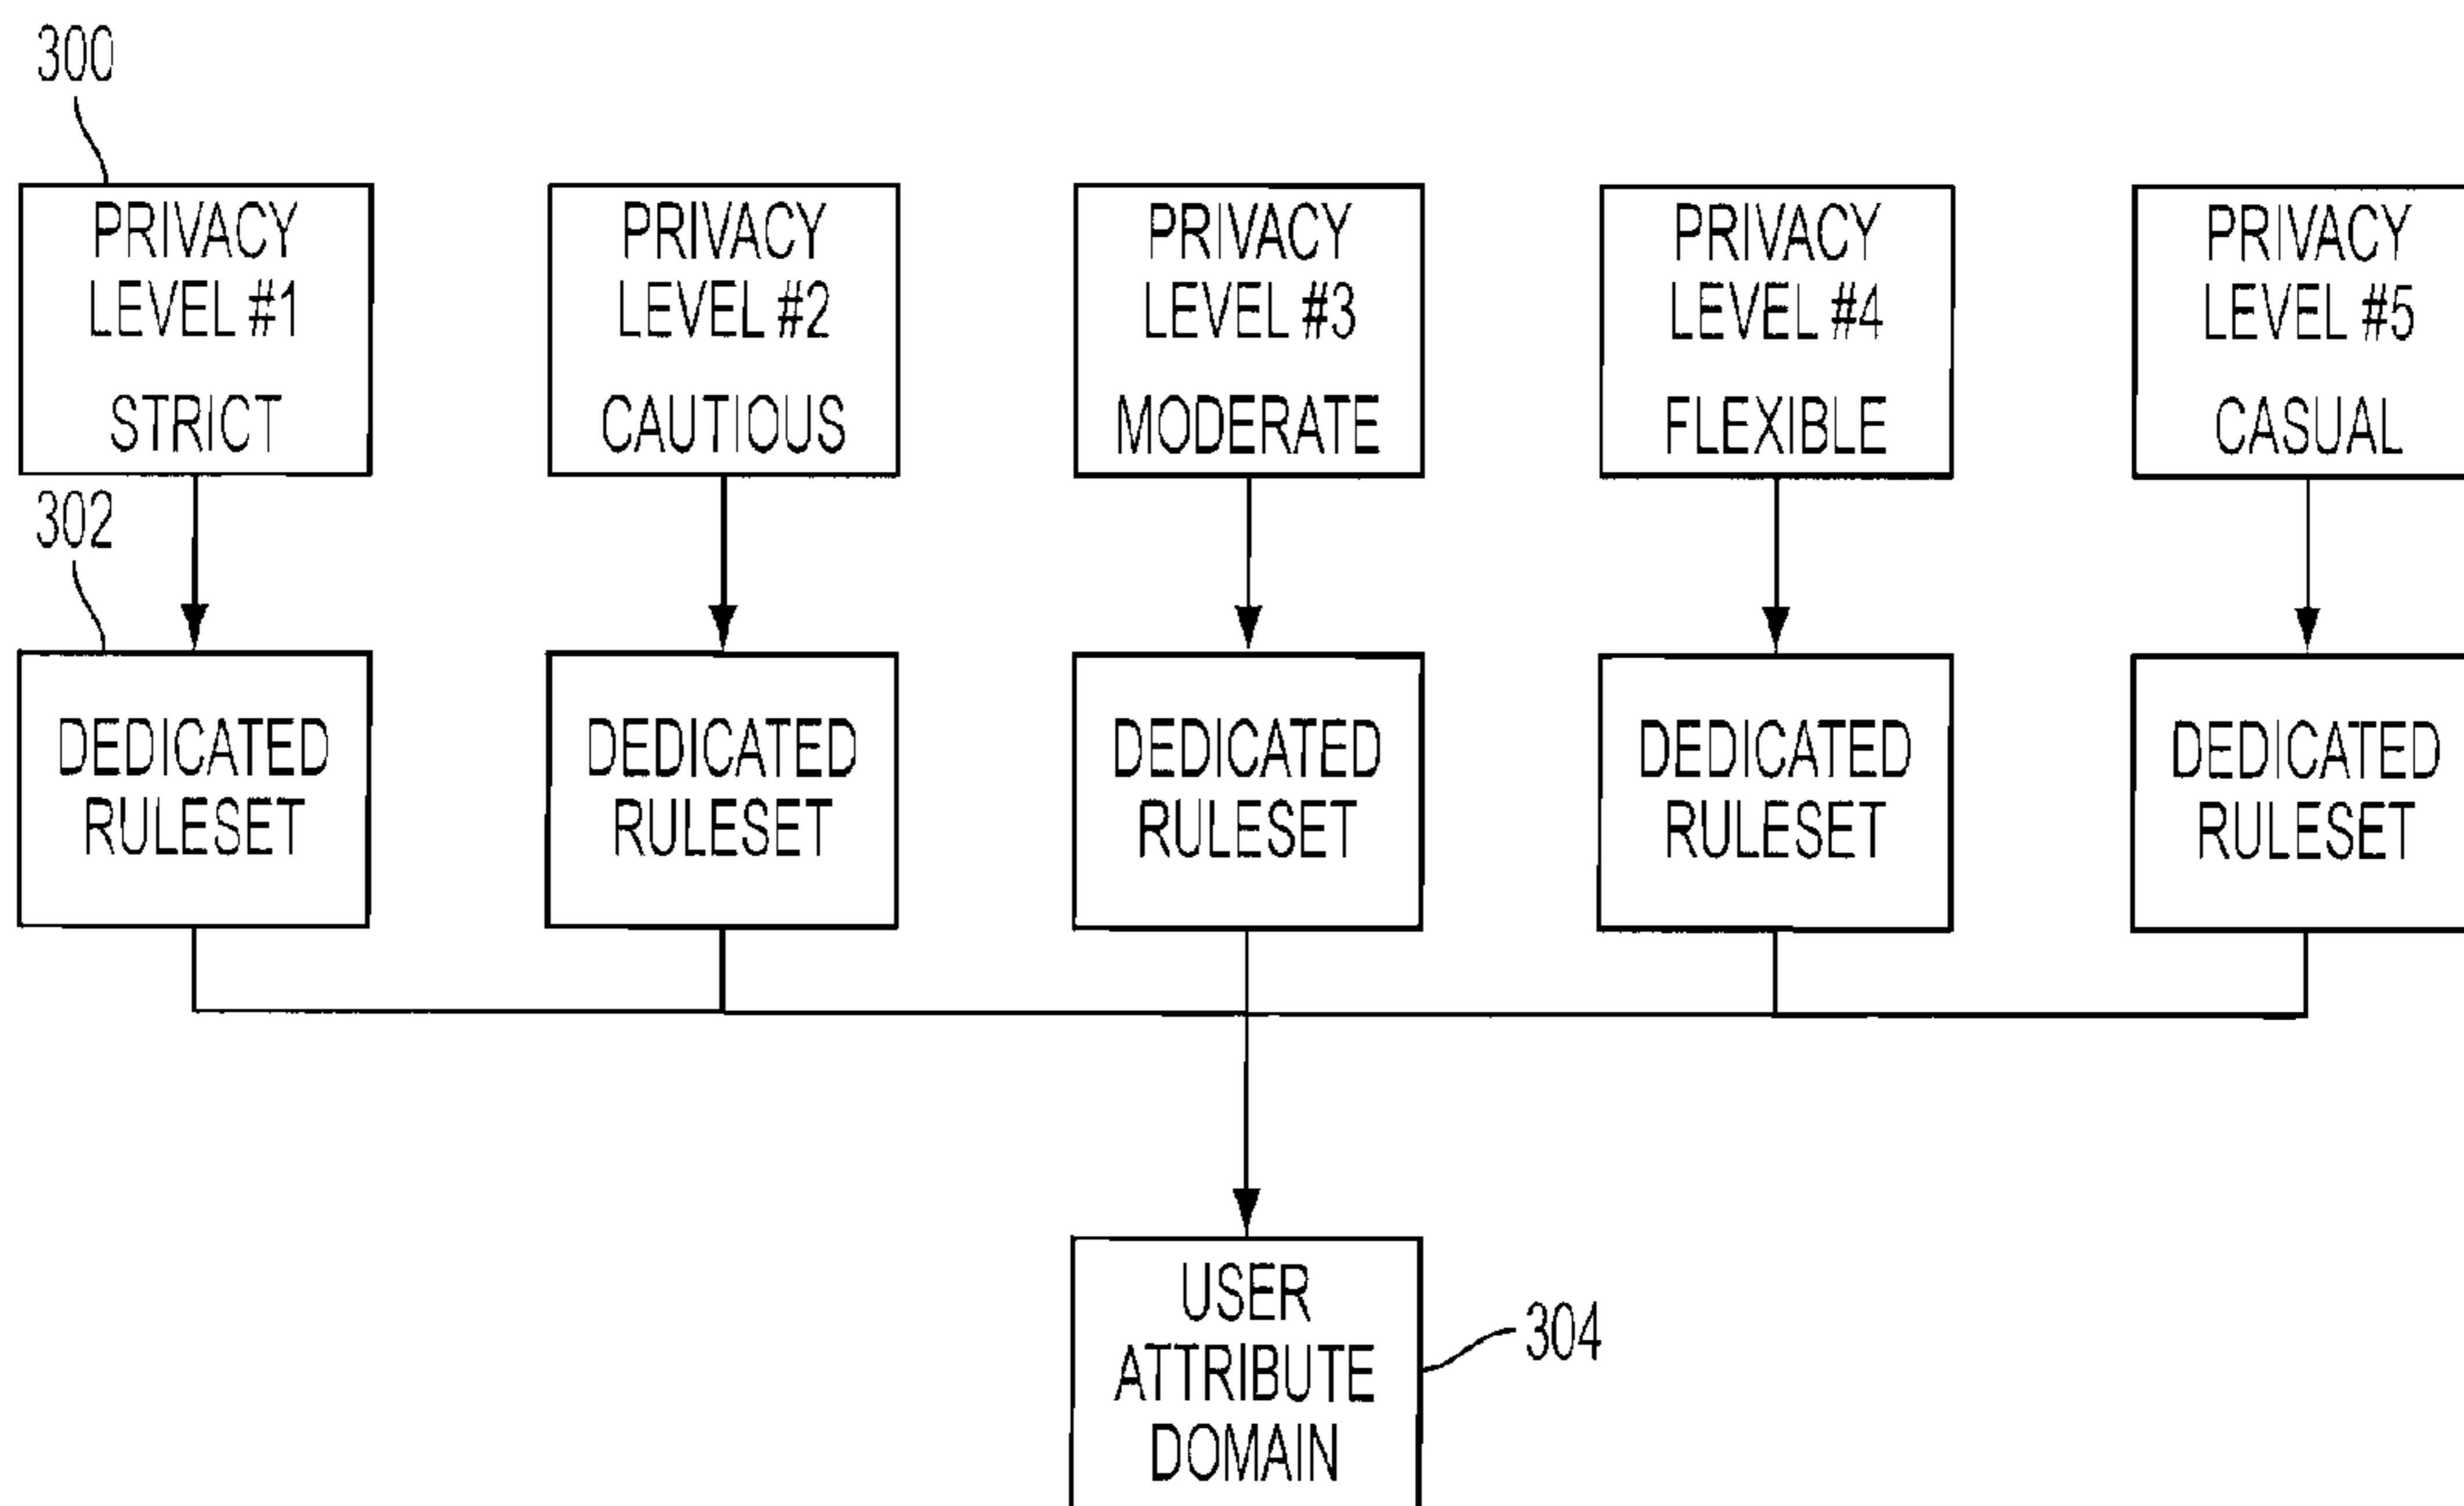 300
PRIVACY
LEVEL #1
STRICT
PRIVACY
LEVEL #2
CAUTIOUS
PRIVACY
LEVEL #3
MODERATE
PRIVACY
LEVEL #4
FLEXIBLE
PRIVACY
LEVEL #5
CASUAL
302
DEDICATED
RULESET
DEDICATED
RULESET
DEDICATED
RULESET
DEDICATED
RULESET
DEDICATED
RULESET
USER
ATTRIBUTE
DOMAIN
304